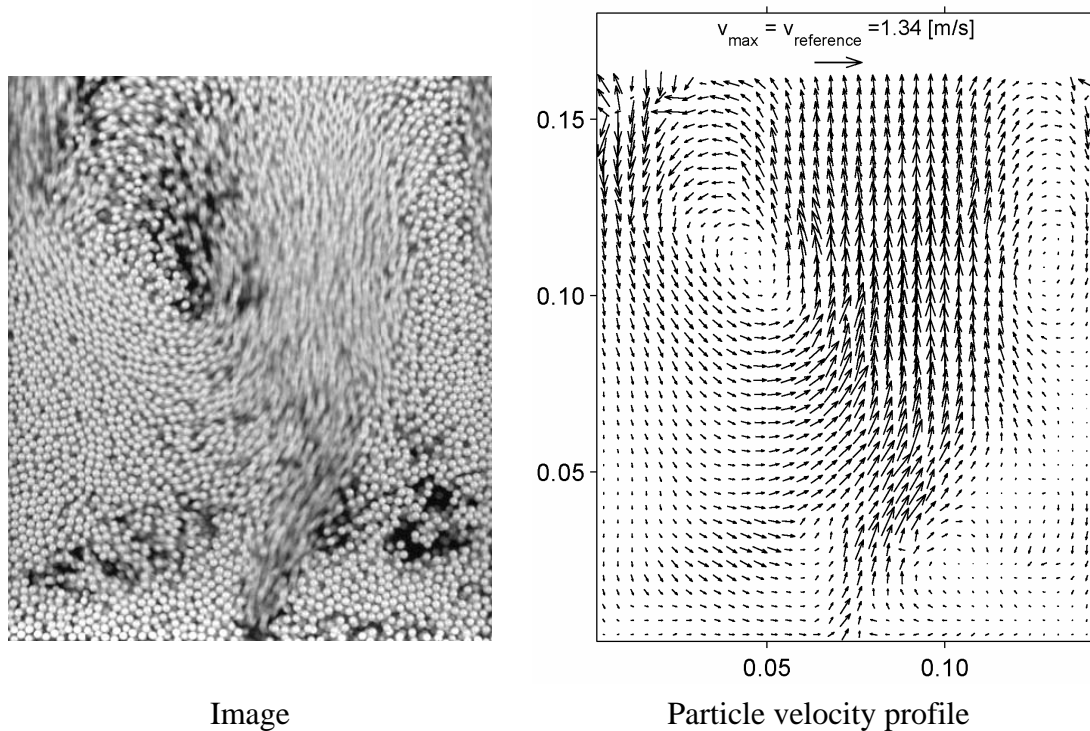 v_max = v_reference =1.34 [m/s]
0.15
0.10
0.05
0.05 0.10
Image Particle velocity profile